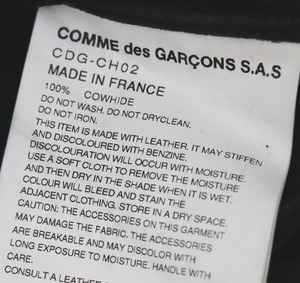 COMME des GARÇONS S.A.S
CDG-CH02
MADE IN FRANCE
100% COWHIDE
DO NOT WASH. DO NOT DRYCLEAN.
DO NOT IRON.
THIS ITEM IS MADE WITH LEATHER. IT MAY STIFFEN
AND DISCOLOURED WITH BENZINE.
DISCOLOURATION WILL OCCUR WITH MOISTURE.
USE A SOFT CLOTH TO REMOVE THE MOISTURE
AND THEN DRY IN THE SHADE WHEN IT IS WET.
COLOUR WILL BLEED AND STAIN THE
ADJACENT CLOTHING. STORE IN A DRY SPACE.
CAUTION: THE ACCESSORIES ON THIS GARMENT
MAY DAMAGE THE FABRIC. THE ACCESSORIES
ARE BREAKABLE AND MAY DISCOLOR WITH
LONG EXPOSURE TO MOISTURE. HANDLE WITH
CARE.
CONSULT A LEATHER